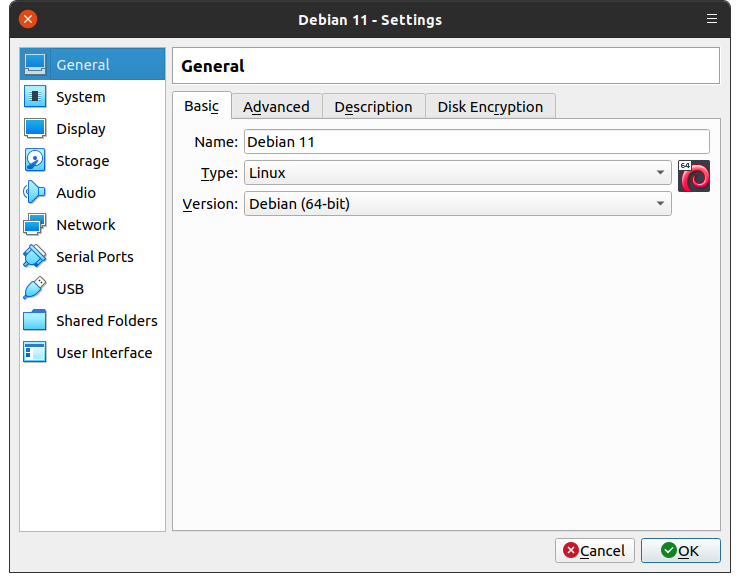 Debian 11 - Settings
General
System
Display
Storage
Audio
Network
Serial Ports
USB
Shared Folders
User Interface
General
Basic Advanced Description Disk Encryption
Name: Debian 11
Type: Linux
64
Version: Debian (64-bit)
Cancel OK